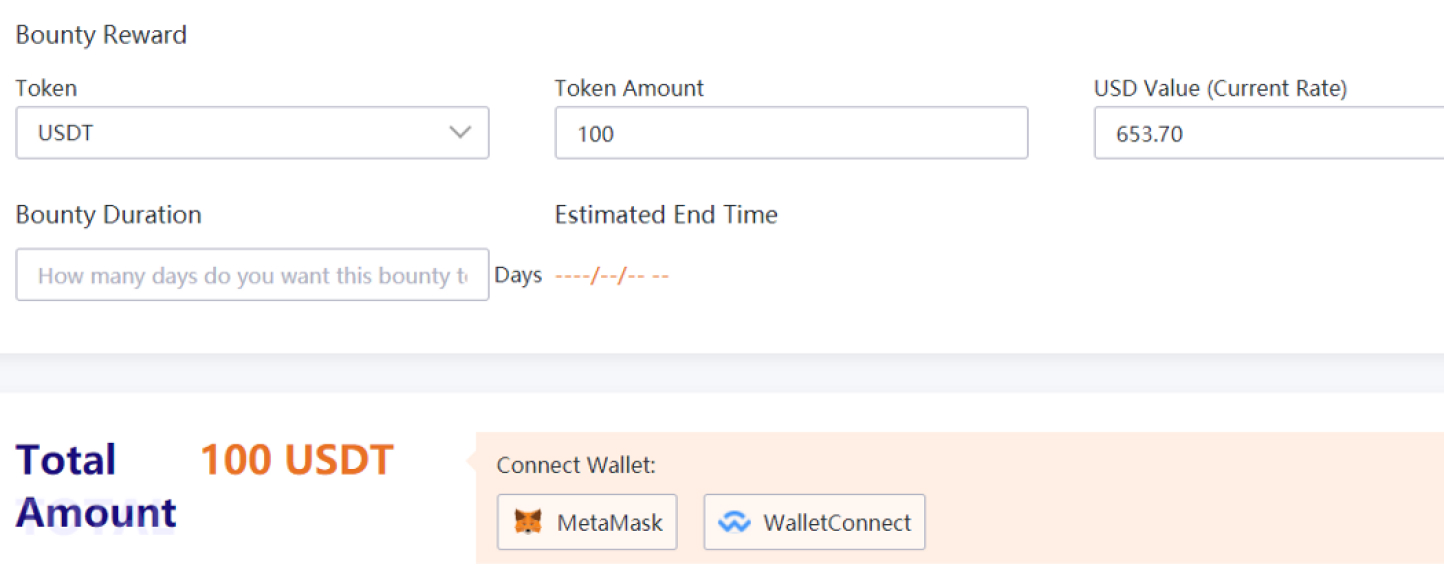 Bounty Reward
Token
Token Amount
USD Value (Current Rate)
USDT
100
653.70
Bounty Duration
Estimated End Time
How many days do you want this bounty
Days
----/--/-- --
Total
Amount
100 USDT
Connect Wallet:
MetaMask
WalletConnect